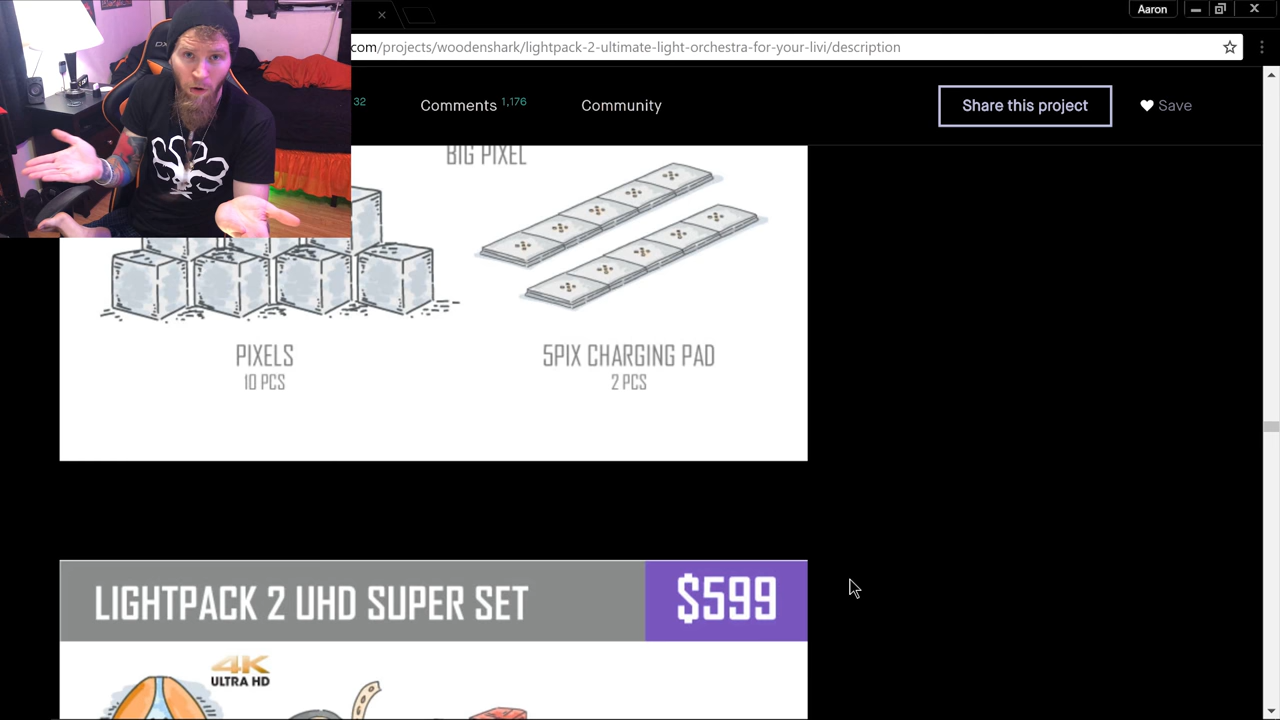 Aaron
com/projects/woodenshark/lightpack-2-ultimate-light-orchestra-for-your-livi/description
32
Comments 1,176
Community
Share this project
Save
BIG PIXEL
PIXELS
10 PCS
5PIX CHARGING PAD
2 PCS
LIGHTPACK 2 UHD SUPER SET
$599
4K
ULTRA HD